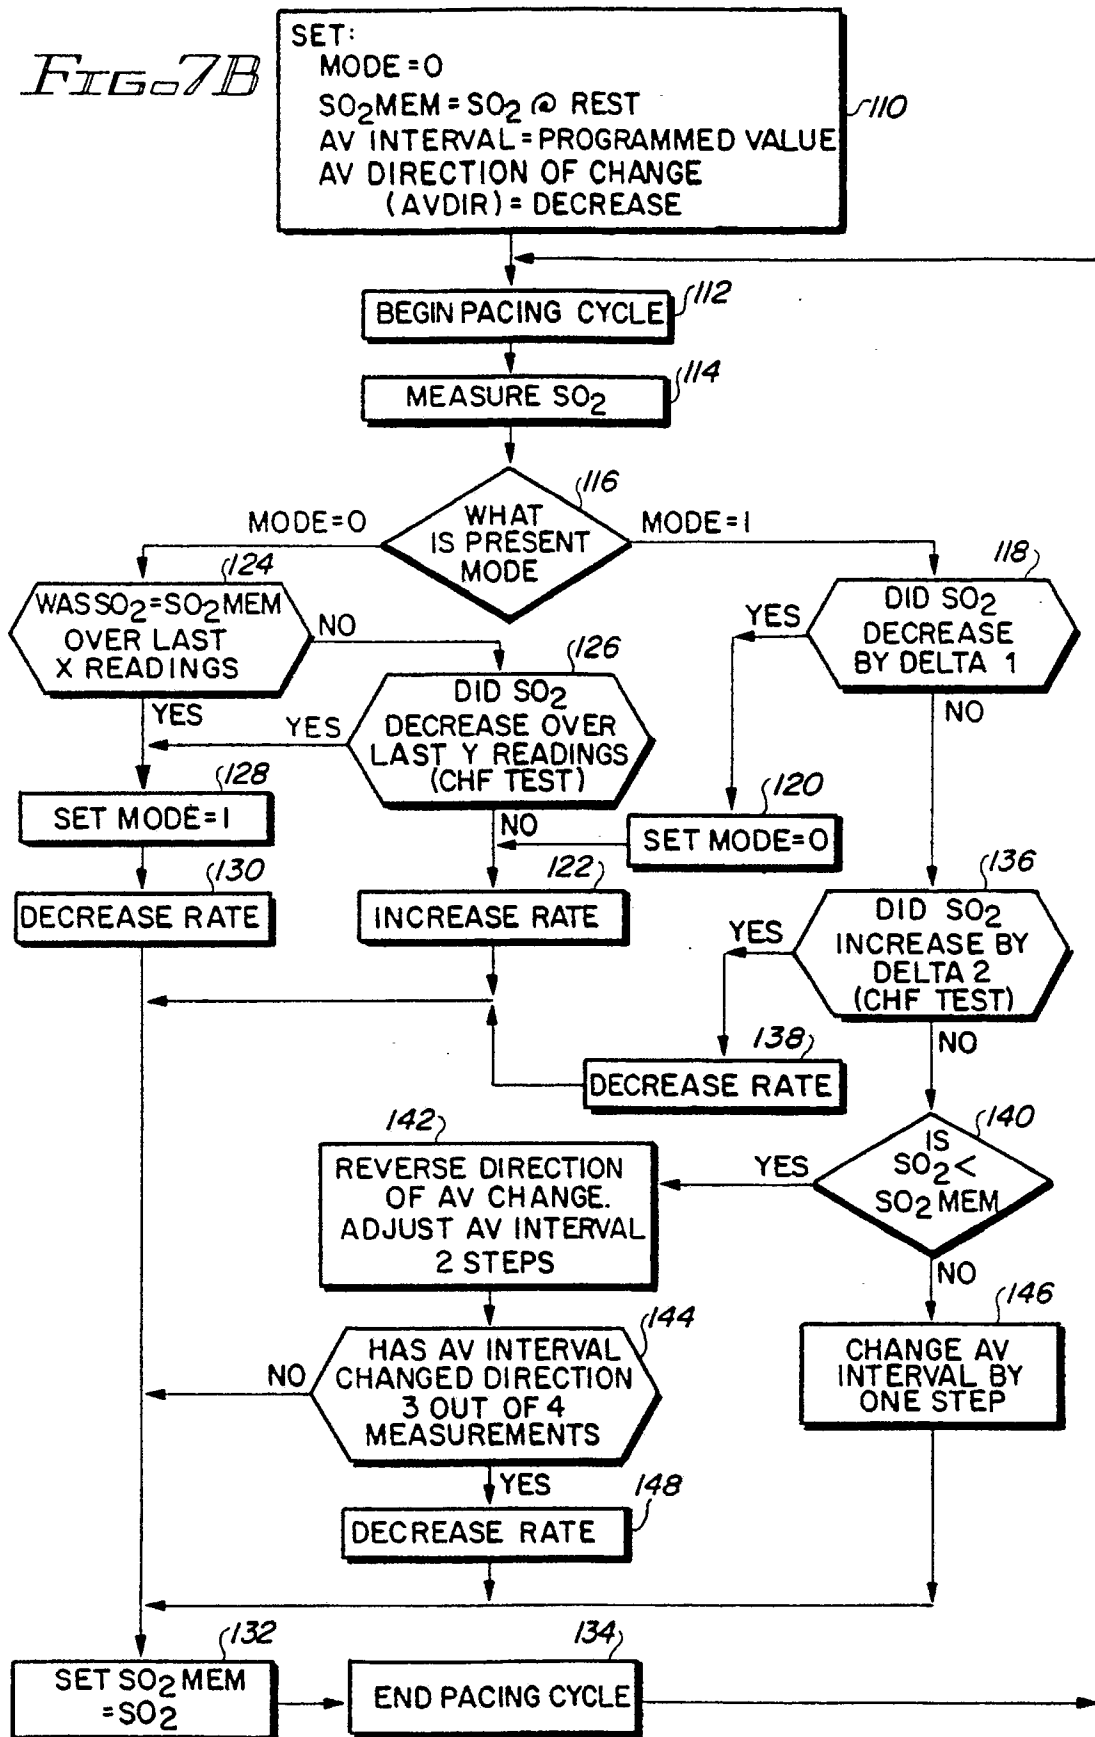 FIG. 7B
SET:
MODE=0
SO2MEM=SO2 @ REST
AV INTERVAL=PROGRAMMED VALUE
AV DIRECTION OF CHANGE
(AVDIR)=DECREASE
110
BEGIN PACING CYCLE
112
MEASURE SO2
114
116
WHAT
IS PRESENT
MODE
MODE=0
MODE=1
124
WAS SO2=SO2MEM
OVER LAST
X READINGS
NO
YES
126
DID SO2
DECREASE OVER
LAST Y READINGS
(CHF TEST)
YES
NO
118
DID SO2
DECREASE
BY DELTA 1
YES
NO
128
SET MODE=1
120
SET MODE=0
130
DECREASE RATE
122
INCREASE RATE
136
DID SO2
INCREASE BY
DELTA 2
(CHF TEST)
YES
NO
138
DECREASE RATE
140
IS
SO2<
SO2MEM
YES
NO
142
REVERSE DIRECTION
OF AV CHANGE.
ADJUST AV INTERVAL
2 STEPS
144
HAS AV INTERVAL
CHANGED DIRECTION
3 OUT OF 4
MEASUREMENTS
NO
YES
146
CHANGE AV
INTERVAL BY
ONE STEP
148
DECREASE RATE
132
SET SO2MEM
=SO2
134
END PACING CYCLE